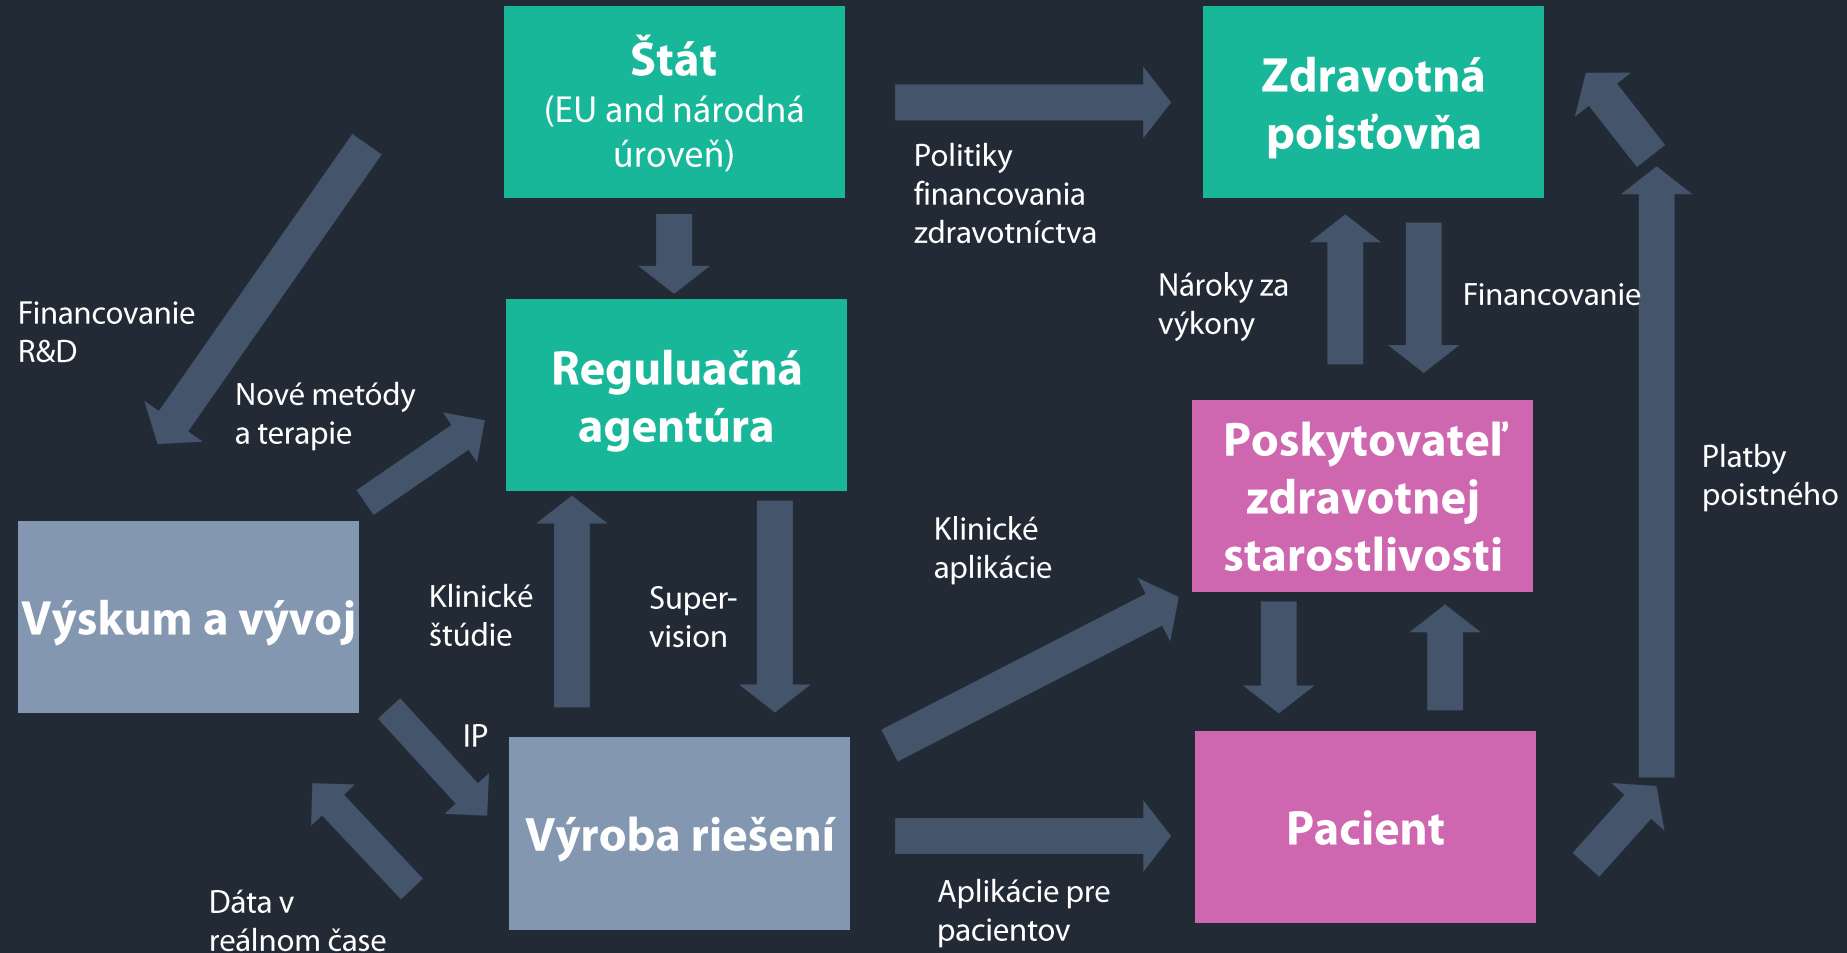 Štát
(EU and národná
úroveň)
Zdravotná
poisťovňa
Politiky
financovania
zdravotníctva
Nároky za
výkony
Financovanie
Financovanie
R&D
Nové metódy
a terapie
Reguluačná
agentúra
Poskytovateľ
zdravotnej
starostlivosti
Platby
poistného
Klinické
aplikácie
Výskum a vývoj
Klinické
štúdie
Super-
vision
IP
Výroba riešení
Pacient
Dáta v
reálnom čase
Aplikácie pre
pacientov